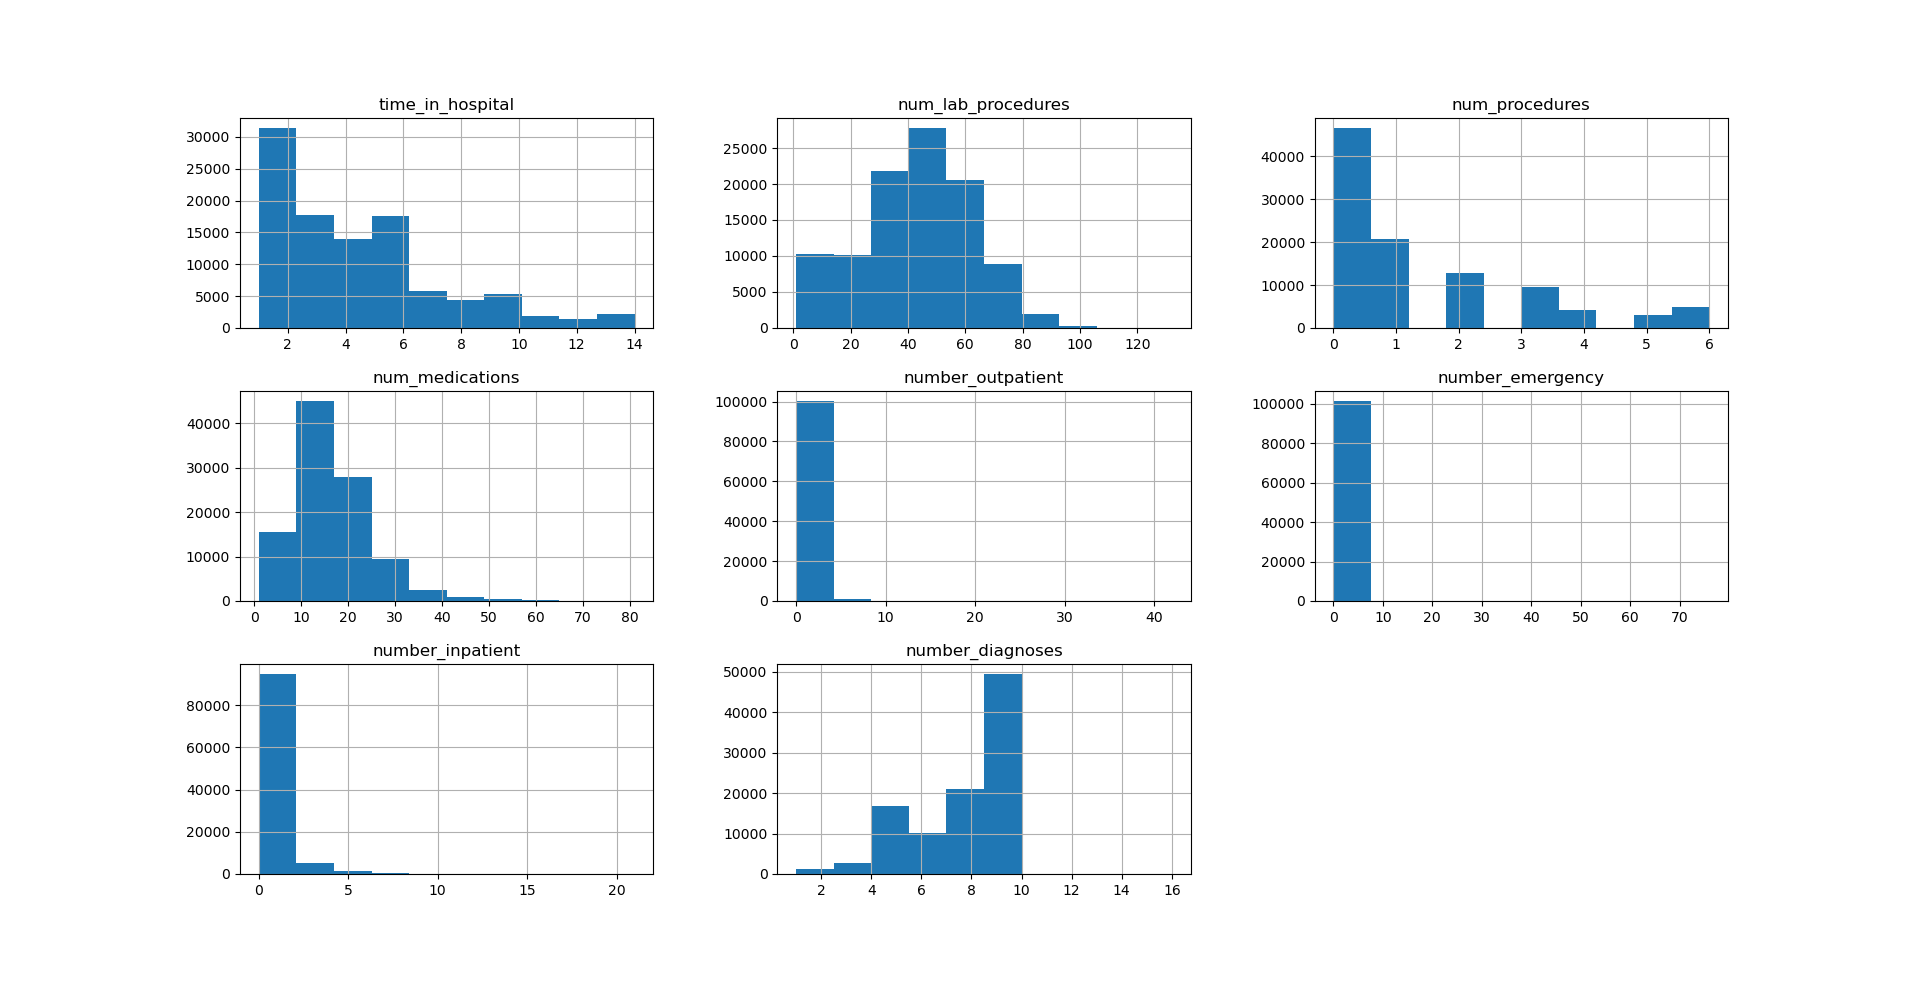 time_in_hospital
30000
25000
20000
15000
10000
5000
0
2 4 6 8 10 12 14
num_lab_procedures
25000
20000
15000
10000
5000
0
0 20 40 60 80 100 120
num_procedures
40000
30000
20000
10000
0
0 1 2 3 4 5 6
num_medications
40000
30000
20000
10000
0
0 10 20 30 40 50 60 70 80
number_outpatient
100000
80000
60000
40000
20000
0
0 10 20 30 40
number_emergency
100000
80000
60000
40000
20000
0
0 10 20 30 40 50 60 70
number_inpatient
80000
60000
40000
20000
0
0 5 10 15 20
number_diagnoses
50000
40000
30000
20000
10000
0
2 4 6 8 10 12 14 16